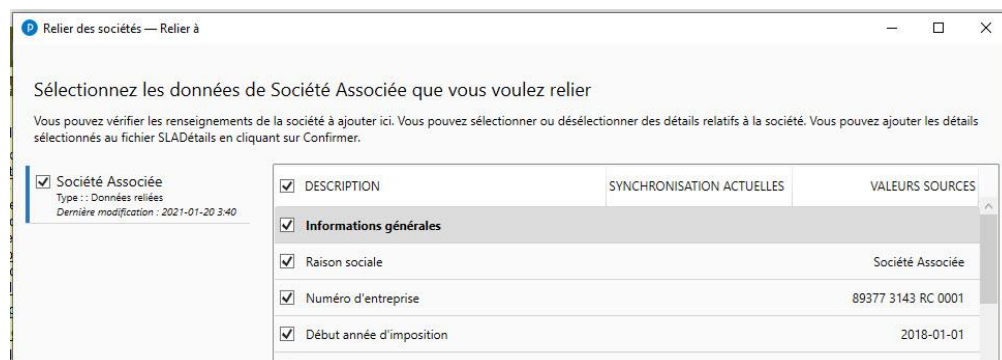 Relier des sociétés — Relier à
Sélectionnez les données de Société Associée que vous voulez relier
Vous pouvez vérifier les renseignements de la société à ajouter ici. Vous pouvez sélectionner ou désélectionner des détails relatifs à la société. Vous pouvez ajouter les détails
sélectionnés au fichier SLADétails en cliquant sur Confirmer.
Société Associée
Type : : Données reliées
Dernière modification : 2021-01-20 3:40
DESCRIPTION SYNCHRONISATION ACTUELLES VALEURS SOURCES
Informations générales
Raison sociale Société Associée
Numéro d'entreprise 89377 3143 RC 0001
Début année d'imposition 2018-01-01